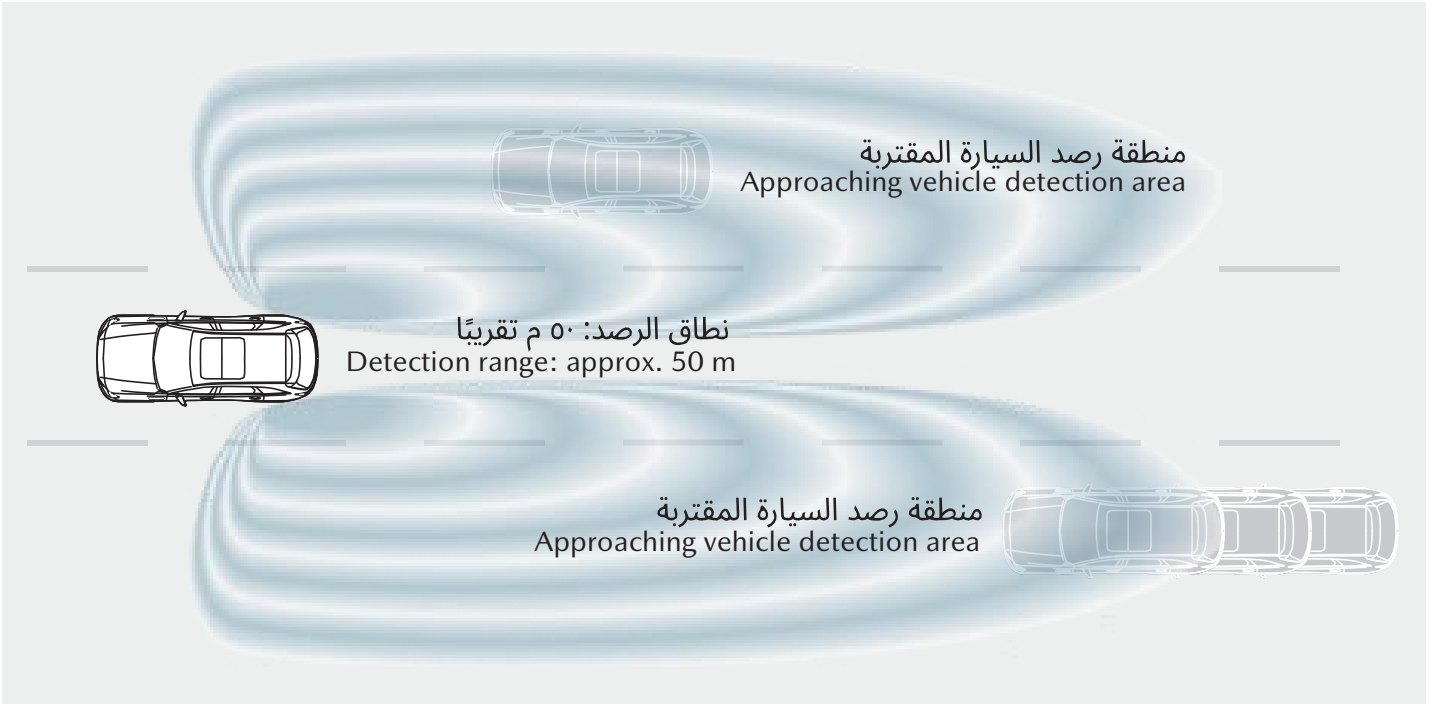 منطقة رصد السيارة المقتربة
Approaching vehicle detection area
نطاق الرصد: ٥٠ م تقريبًا
Detection range: approx. 50 m
منطقة رصد السيارة المقتربة
Approaching vehicle detection area